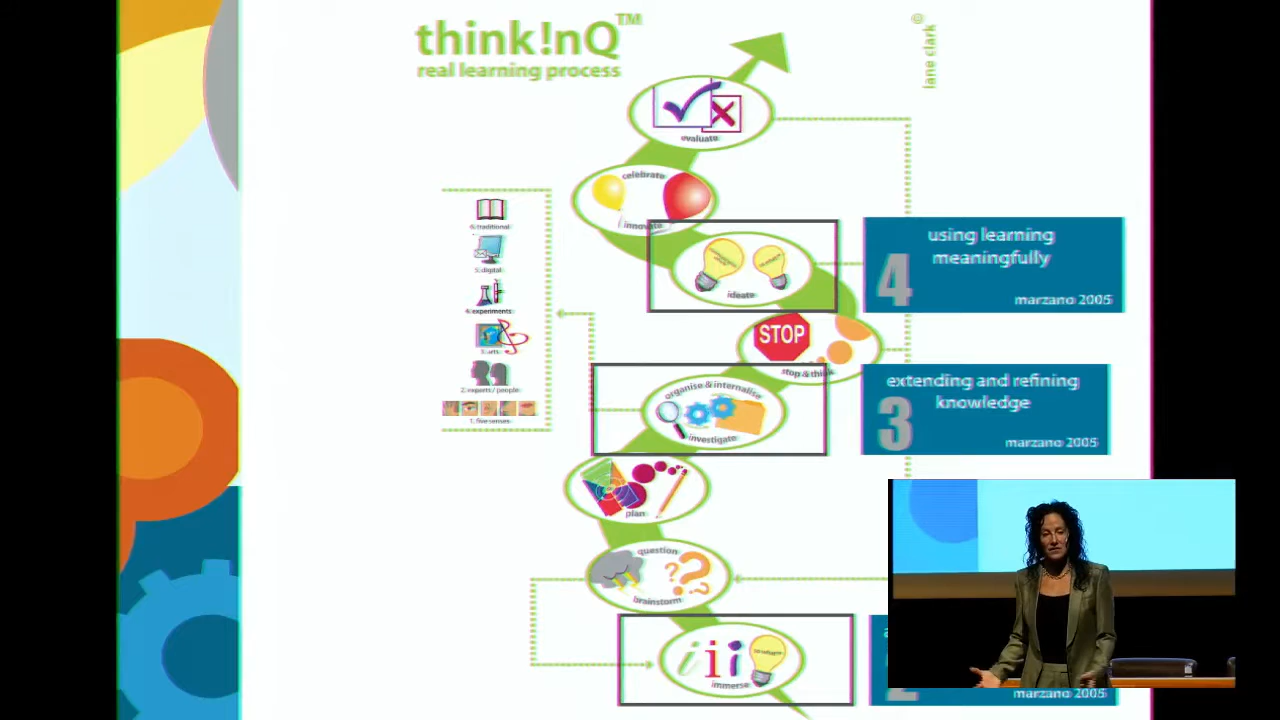 think!nQ™
real learning process
lane clark ©
evaluate
celebrate
innovate
6. traditional
5. digital
4. experiments
3. arts
2. experts / people
1. five senses
ideate
using learning
meaningfully
4
marzano 2005
STOP
stop & think
organise & internalise
investigate
extending and refining
knowledge
3
marzano 2005
plan
question
brainstorm
iii
immerse
2
marzano 2005